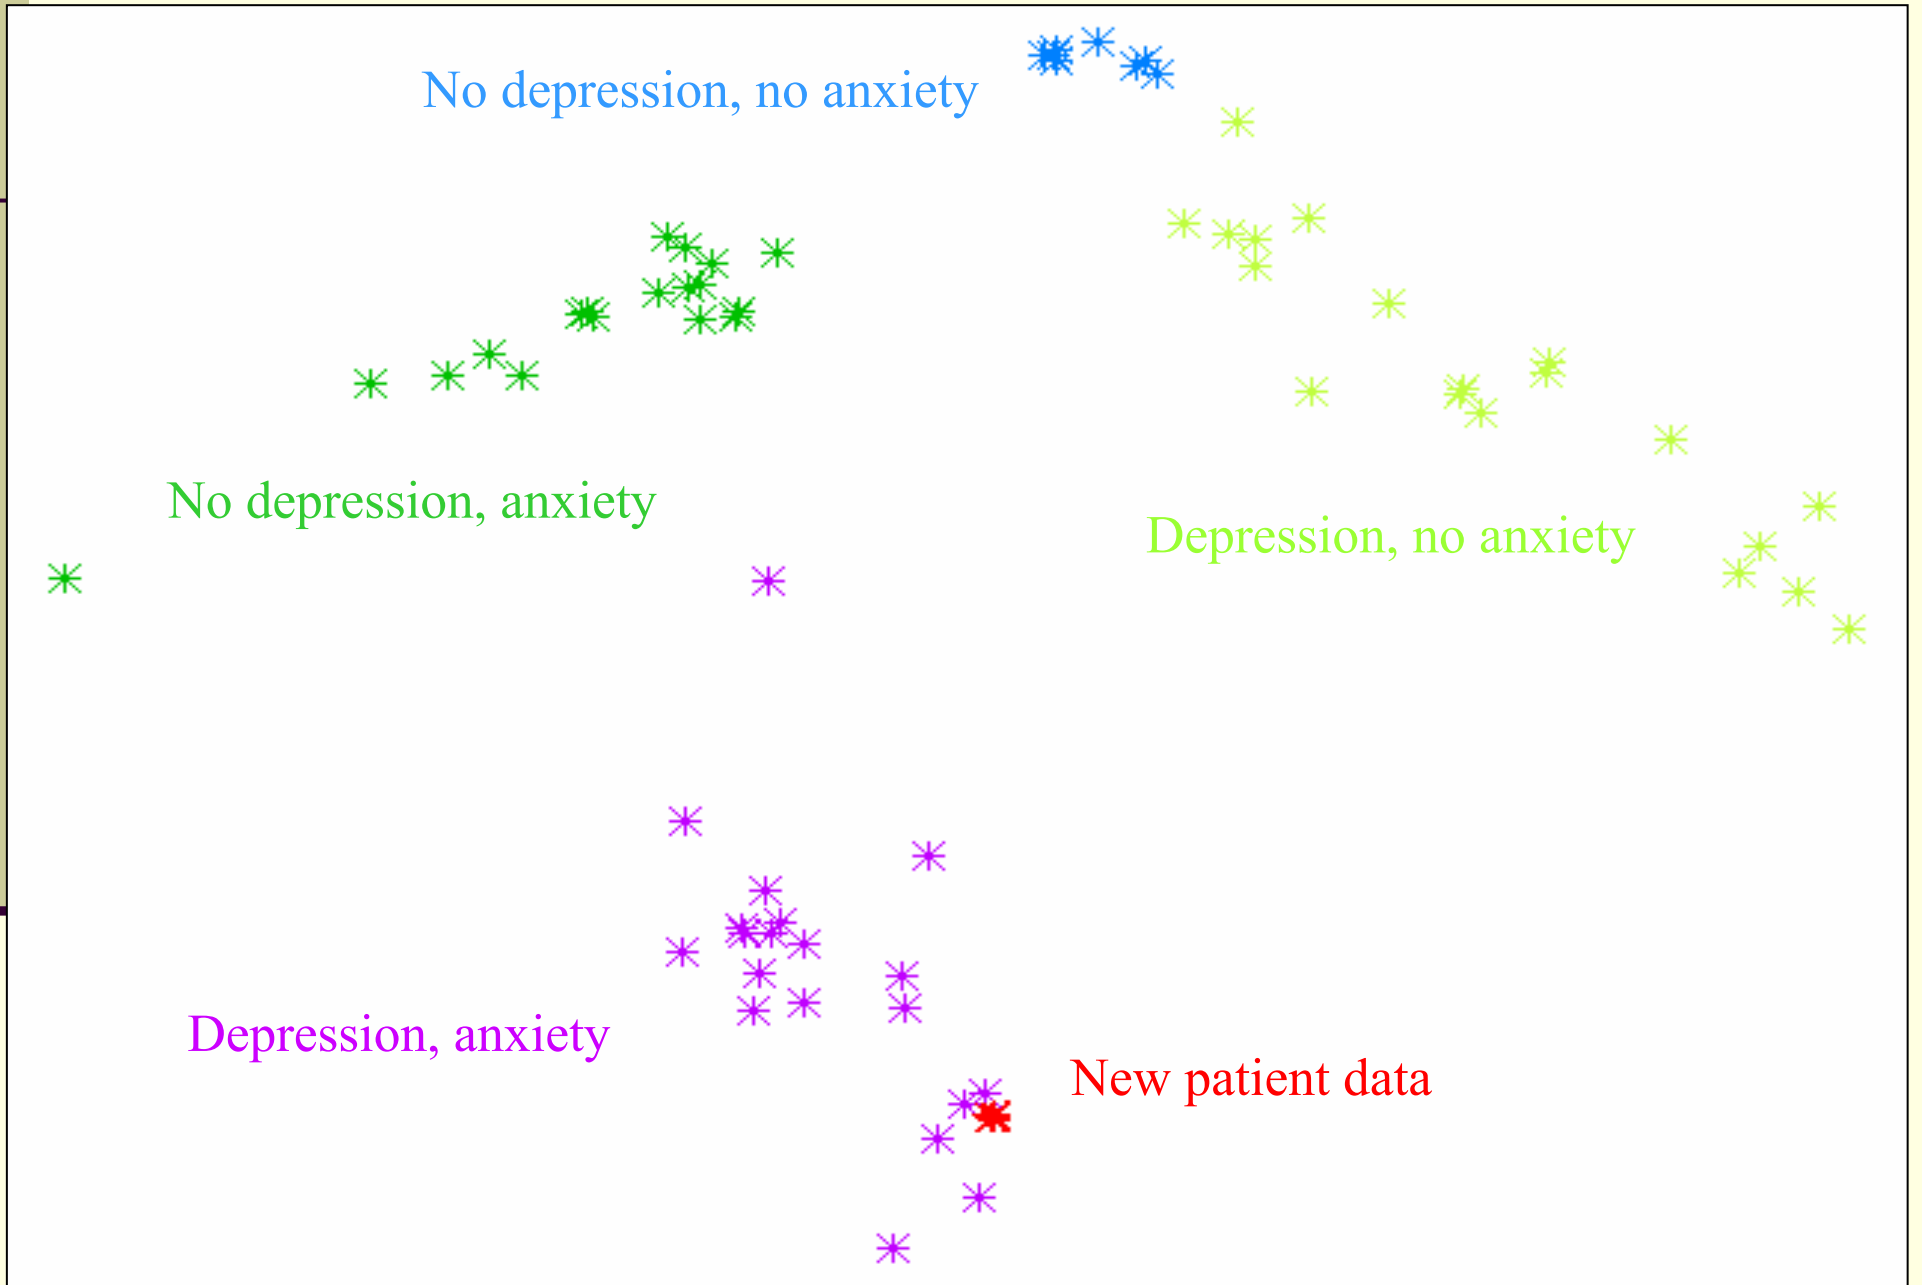 No depression, no anxiety
No depression, anxiety
Depression, no anxiety
Depression, anxiety
New patient data